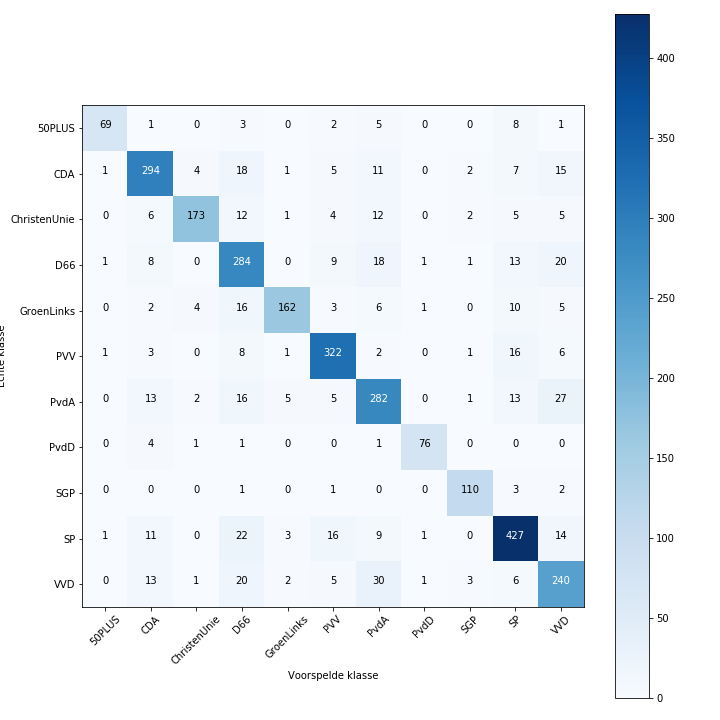 50PLUS 69 1 0 3 0 2 5 0 0 8 1
CDA 1 294 4 18 1 5 11 0 2 7 15
ChristenUnie 0 6 173 12 1 4 12 0 2 5 5
D66 1 8 0 284 0 9 18 1 1 13 20
GroenLinks 0 2 4 16 162 3 6 1 0 10 5
PVV 1 3 0 8 1 322 2 0 1 16 6
PvdA 0 13 2 16 5 5 282 0 1 13 27
PvdD 0 4 1 1 0 0 1 76 0 0 0
SGP 0 0 0 1 0 1 0 0 110 3 2
SP 1 11 0 22 3 16 9 1 0 427 14
VVD 0 13 1 20 2 5 30 1 3 6 240
50PLUS CDA ChristenUnie D66 GroenLinks PVV PvdA PvdD SGP SP VVD
Voorspelde klasse
400
350
300
250
200
150
100
50
0